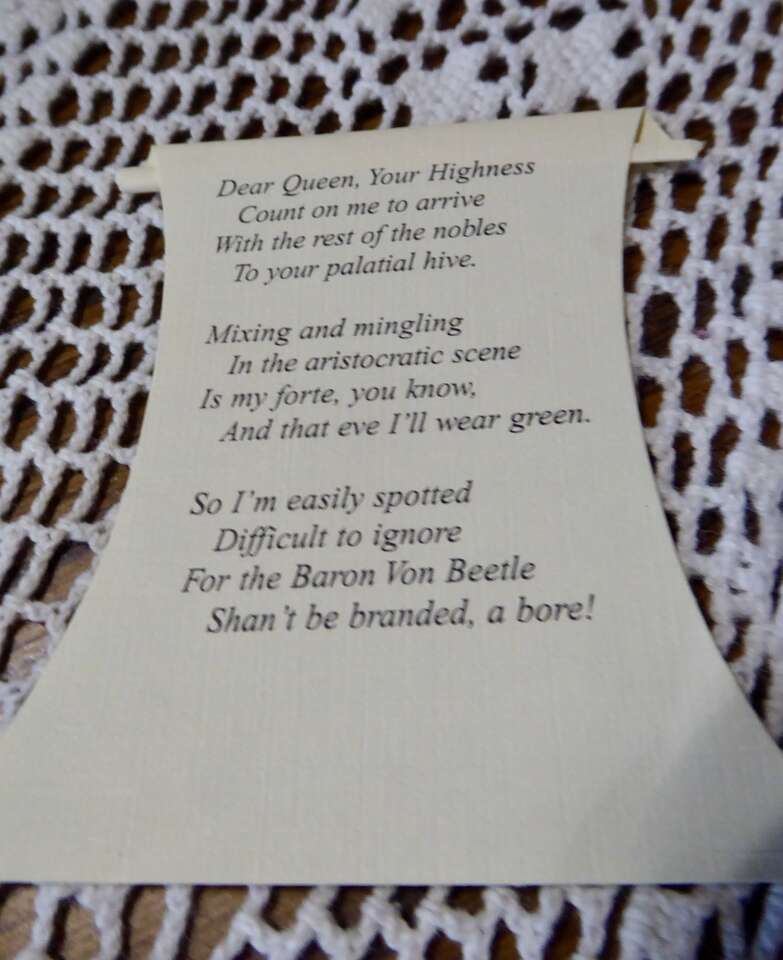 Dear Queen, Your Highness
Count on me to arrive
With the rest of the nobles
To your palatial hive.
Mixing and mingling
In the aristocratic scene
Is my forte, you know,
And that eve I'll wear green.
So I'm easily spotted
Difficult to ignore
For the Baron Von Beetle
Shan't be branded, a bore!